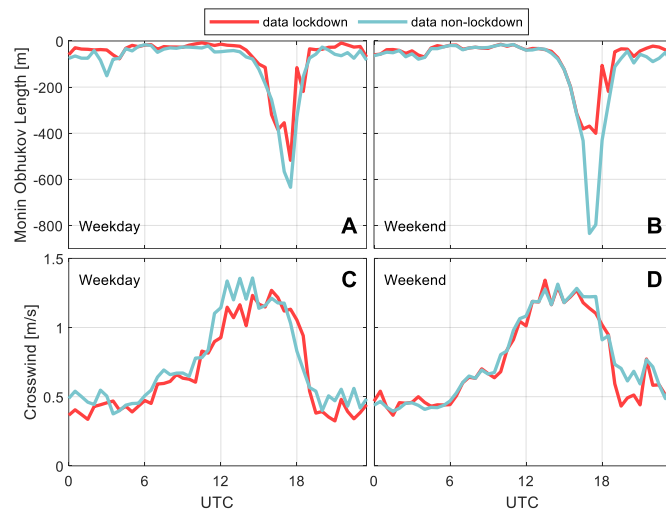 data lockdown data non-lockdown
Monin Obhukov Length [m]
0
-200
-400
-600
-800
Weekday A
Weekend B
Crosswind [m/s]
1.5
1
0.5
0
Weekday C
Weekend D
0 6 12 18 0 6 12 18
UTC UTC